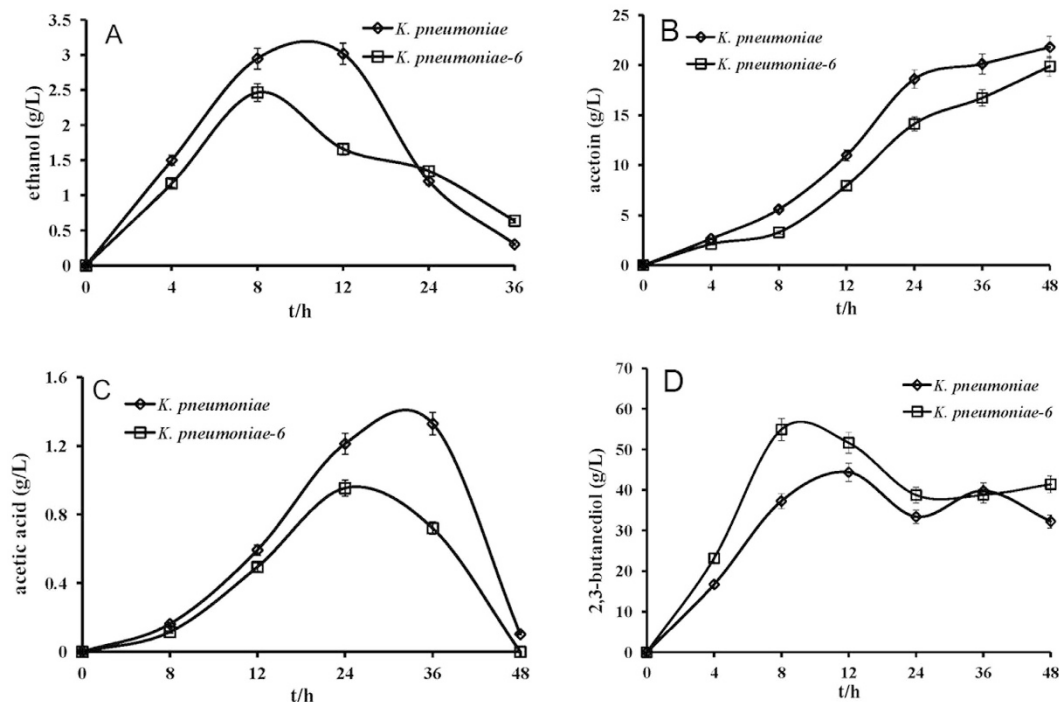 A
ethanol (g/L)
3.5
3
2.5
2
1.5
1
0.5
0
K. pneumoniae
K. pneumoniae-6
0 4 8 12 24 36
t/h
B
acetoin (g/L)
25
20
15
10
5
0
K. pneumoniae
K. pneumoniae-6
0 4 8 12 24 36 48
t/h
C
acetic acid (g/L)
1.6
1.2
0.8
0.4
0
K. pneumoniae
K. pneumoniae-6
0 8 12 24 36 48
t/h
D
2,3-butanediol (g/L)
70
60
50
40
30
20
10
0
K. pneumoniae
K. pneumoniae-6
0 4 8 12 24 36 48
t/h